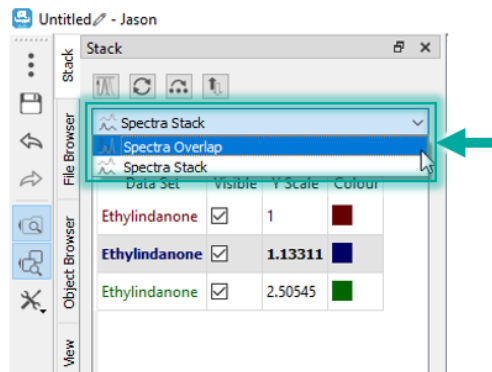 Untitled - Jason
Stack
Stack
File Browser
Object Browser
View
Spectra Stack
Spectra Overlap
Spectra Stack
Data Set Visible Y Scale Colour
Ethylindanone 1
Ethylindanone 1.13311
Ethylindanone 2.50545